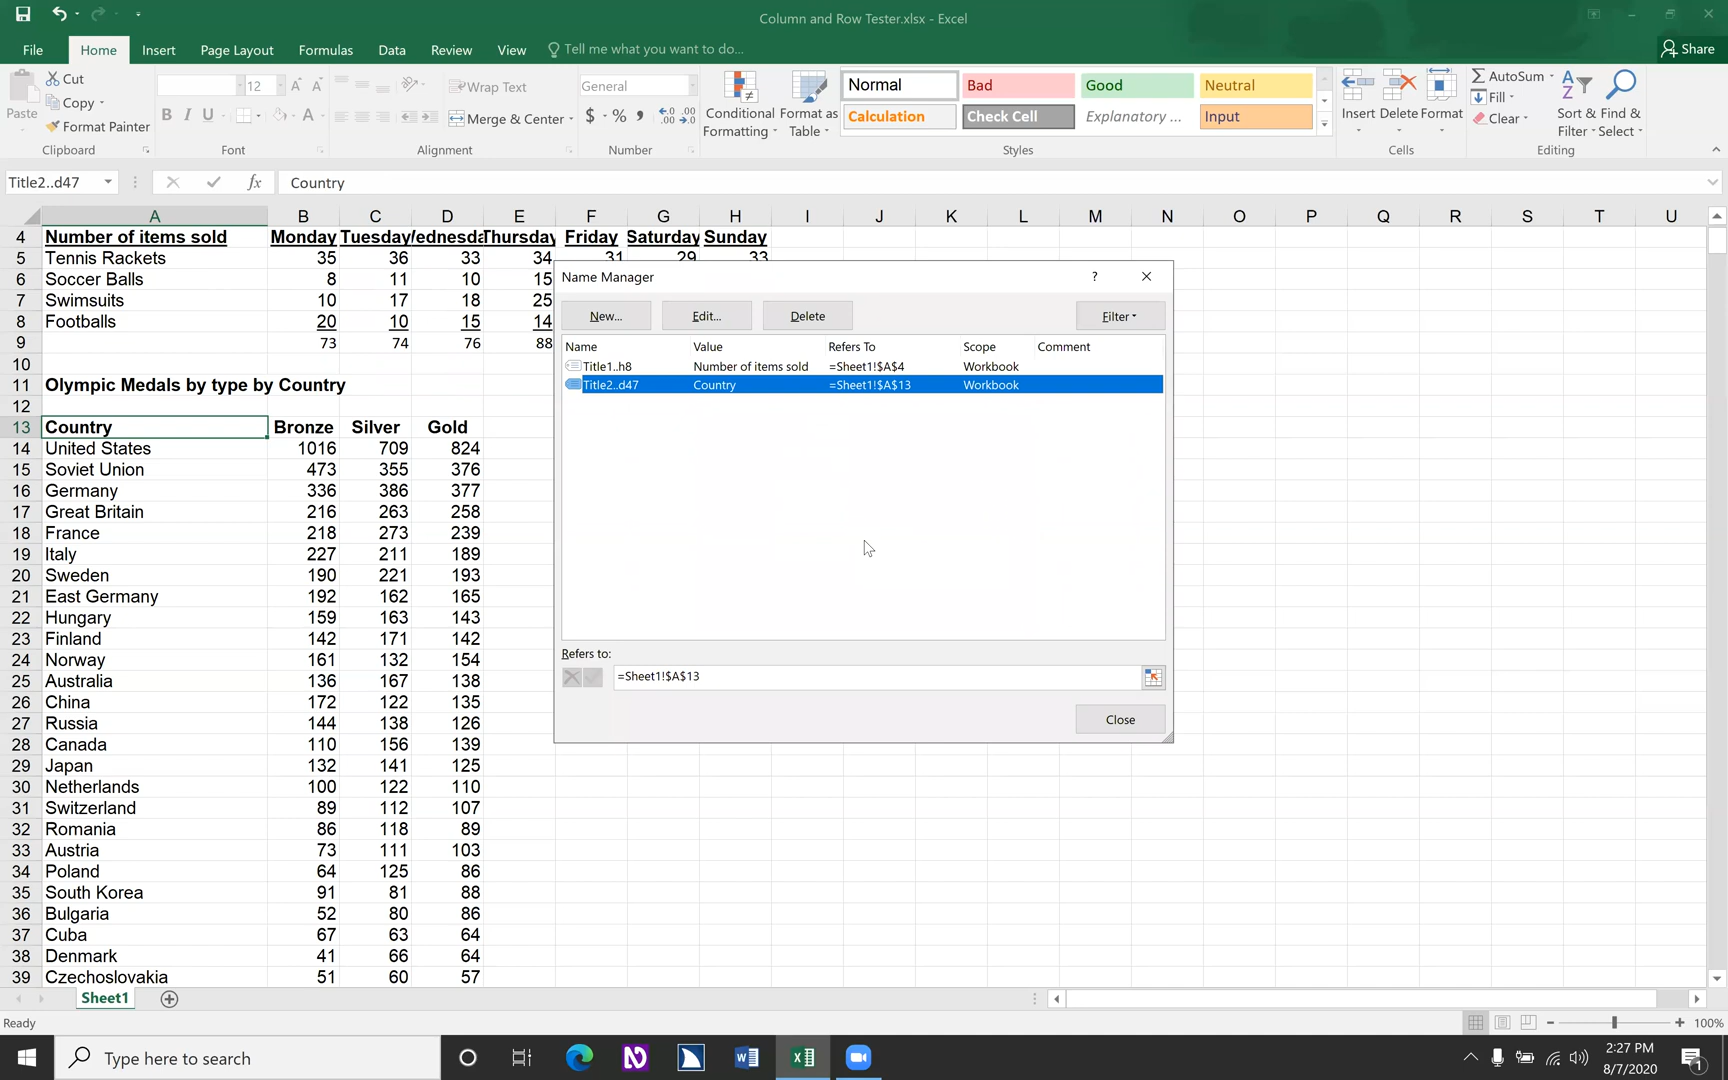 Column and Row Tester.xlsx - Excel
File Home Insert Page Layout Formulas Data Review View Tell me what you want to do... Share
Paste Cut Copy Format Painter
12
Wrap Text
Merge & Center
General
$ % ,
Conditional Formatting
Format as Table
Normal Bad Good Neutral
Calculation Check Cell Explanatory ... Input
Insert Delete Format
AutoSum
Fill
Clear
Sort & Filter
Find & Select
Clipboard Font Alignment Number Styles Cells Editing
Title2..d47 fx Country
A B C D E F G H I J K L M N O P Q R S T U
4 Number of items sold Monday Tuesday Vednesda Thursday Friday Saturday Sunday
5 Tennis Rackets 35 36 33 34 31 29 33
6 Soccer Balls 8 11 10 15
7 Swimsuits 10 17 18 25
8 Footballs 20 10 15 14
9 73 74 76 88
10
11 Olympic Medals by type by Country
12
13 Country Bronze Silver Gold
14 United States 1016 709 824
15 Soviet Union 473 355 376
16 Germany 336 386 377
17 Great Britain 216 263 258
18 France 218 273 239
19 Italy 227 211 189
20 Sweden 190 221 193
21 East Germany 192 162 165
22 Hungary 159 163 143
23 Finland 142 171 142
24 Norway 161 132 154
25 Australia 136 167 138
26 China 172 122 135
27 Russia 144 138 126
28 Canada 110 156 139
29 Japan 132 141 125
30 Netherlands 100 122 110
31 Switzerland 89 112 107
32 Romania 86 118 89
33 Austria 73 111 103
34 Poland 64 125 86
35 South Korea 91 81 88
36 Bulgaria 52 80 86
37 Cuba 67 63 64
38 Denmark 41 66 64
39 Czechoslovakia 51 60 57
Name Manager ?
New... Edit... Delete Filter
Name Value Refers To Scope Comment
Title1..h8 Number of items sold =Sheet1!$A$4 Workbook
Title2..d47 Country =Sheet1!$A$13 Workbook
Refers to:
=Sheet1!$A$13
Close
Sheet1
Ready 100%
Type here to search
2:27 PM
8/7/2020
1